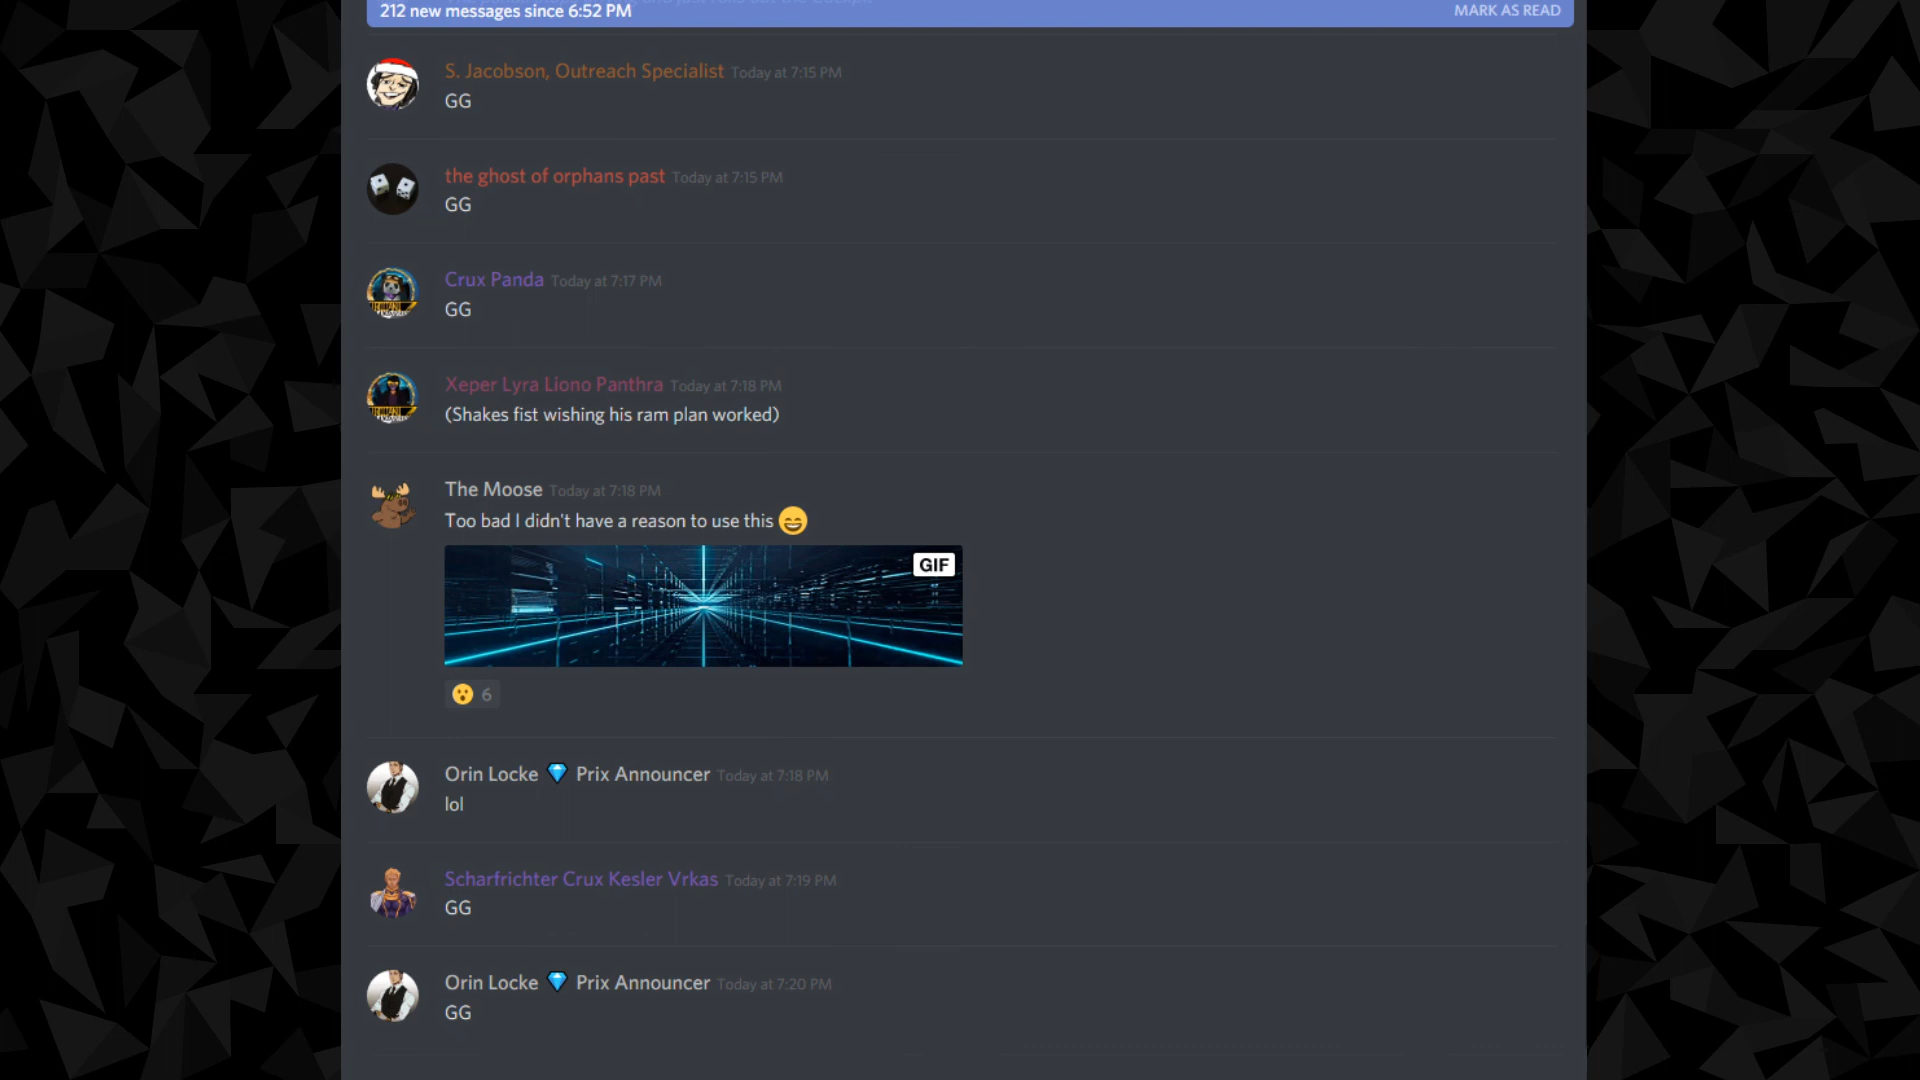 212 new messages since 6:52 PM MARK AS READ
S. Jacobson, Outreach Specialist Today at 7:15 PM
GG
the ghost of orphans past Today at 7:15 PM
GG
Crux Panda Today at 7:17 PM
GG
Xeper Lyra Liono Panthra Today at 7:18 PM
(Shakes fist wishing his ram plan worked)
The Moose Today at 7:18 PM
Too bad I didn't have a reason to use this 😄
GIF
😮 6
Orin Locke 💎 Prix Announcer Today at 7:18 PM
lol
Scharfrichter Crux Kesler Vrkas Today at 7:19 PM
GG
Orin Locke 💎 Prix Announcer Today at 7:20 PM
GG